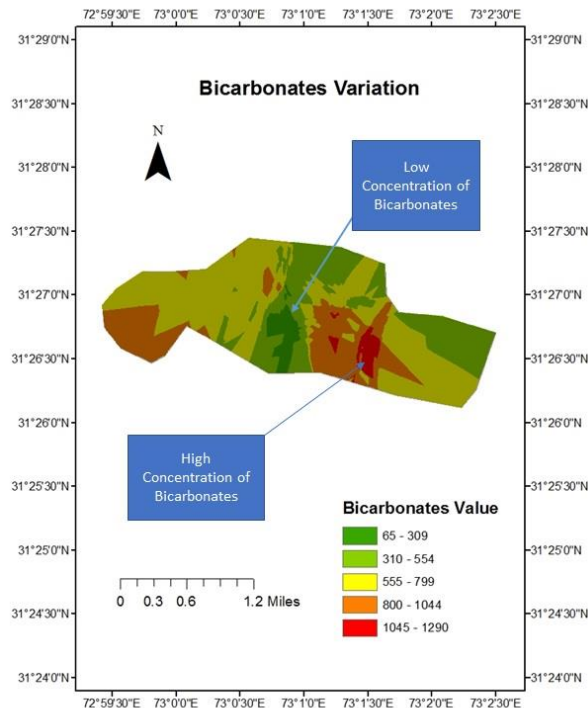 72°59'30"E 73°0'0"E 73°0'30"E 73°1'0"E 73°1'30"E 73°2'0"E 73°2'30"E
31°29'0"N 31°29'0"N
Bicarbonates Variation
31°28'30"N 31°28'30"N
N
Low
Concentration of
Bicarbonates
31°28'0"N 31°28'0"N
31°27'30"N 31°27'30"N
31°27'0"N 31°27'0"N
31°26'30"N 31°26'30"N
31°26'0"N 31°26'0"N
High
Concentration of
Bicarbonates
31°25'30"N 31°25'30"N
Bicarbonates Value
65 - 309
31°25'0"N 31°25'0"N
310 - 554
555 - 799
0 0.3 0.6 1.2 Miles
800 - 1044
31°24'30"N 31°24'30"N
1045 - 1290
31°24'0"N 31°24'0"N
72°59'30"E 73°0'0"E 73°0'30"E 73°1'0"E 73°1'30"E 73°2'0"E 73°2'30"E